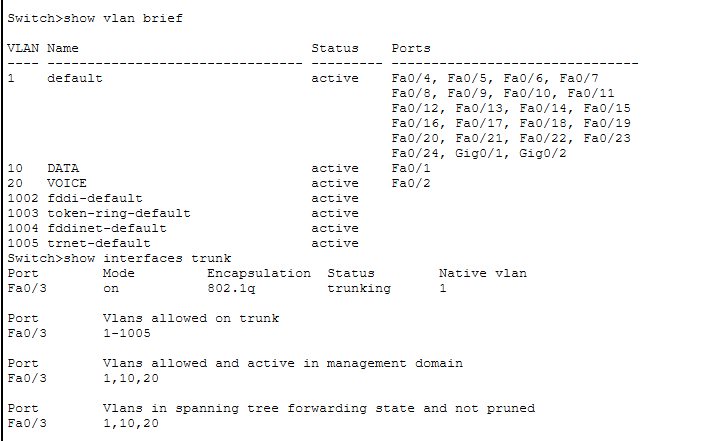 Switch>show vlan brief
VLAN Name                             Status    Ports
---- -------------------------------- --------- -------------------------------
1    default                          active    Fa0/4, Fa0/5, Fa0/6, Fa0/7
                                                Fa0/8, Fa0/9, Fa0/10, Fa0/11
                                                Fa0/12, Fa0/13, Fa0/14, Fa0/15
                                                Fa0/16, Fa0/17, Fa0/18, Fa0/19
                                                Fa0/20, Fa0/21, Fa0/22, Fa0/23
                                                Fa0/24, Gig0/1, Gig0/2
10   DATA                             active    Fa0/1
20   VOICE                            active    Fa0/2
1002 fddi-default                     active
1003 token-ring-default               active
1004 fddinet-default                  active
1005 trnet-default                    active
Switch>show interfaces trunk
Port        Mode         Encapsulation  Status        Native vlan
Fa0/3       on           802.1q         trunking      1
Port        Vlans allowed on trunk
Fa0/3       1-1005
Port        Vlans allowed and active in management domain
Fa0/3       1,10,20
Port        Vlans in spanning tree forwarding state and not pruned
Fa0/3       1,10,20